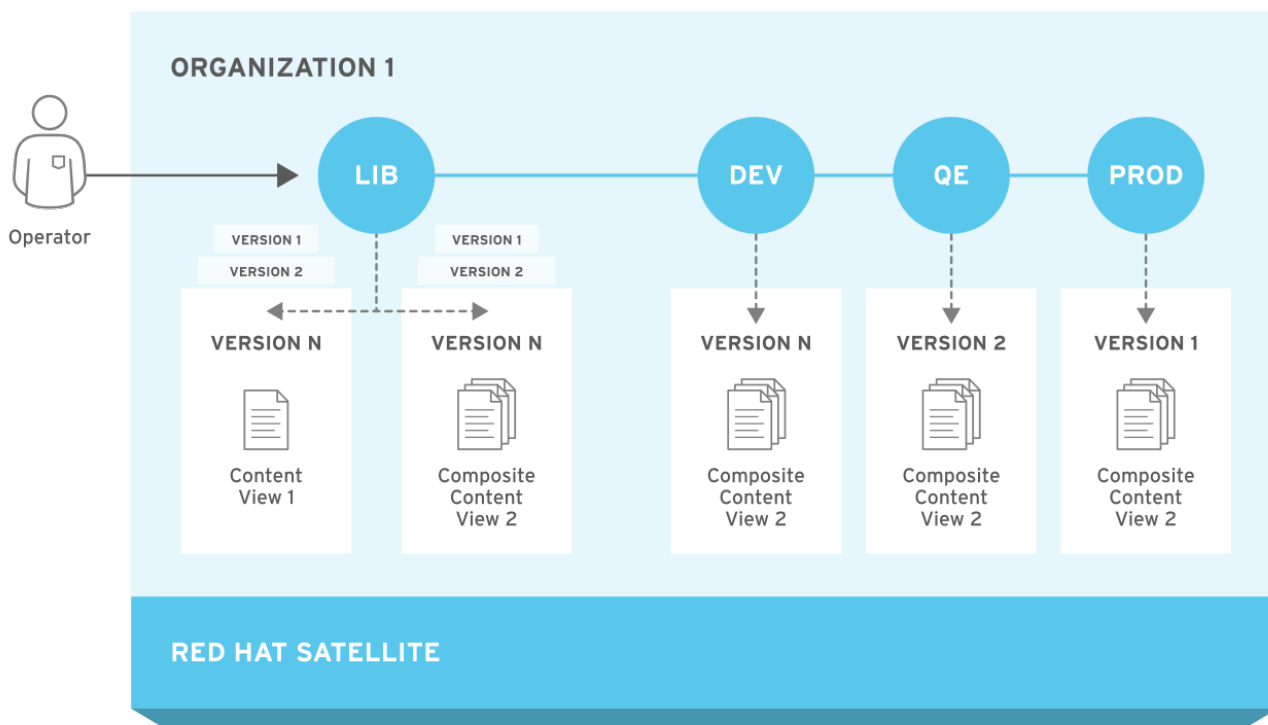 ORGANIZATION 1
LIB
DEV
QE
PROD
Operator
VERSION 1
VERSION 2
VERSION N
Content
View 1
VERSION 1
VERSION 2
VERSION N
Composite
Content
View 2
VERSION N
Composite
Content
View 2
VERSION 2
Composite
Content
View 2
VERSION 1
Composite
Content
View 2
RED HAT SATELLITE